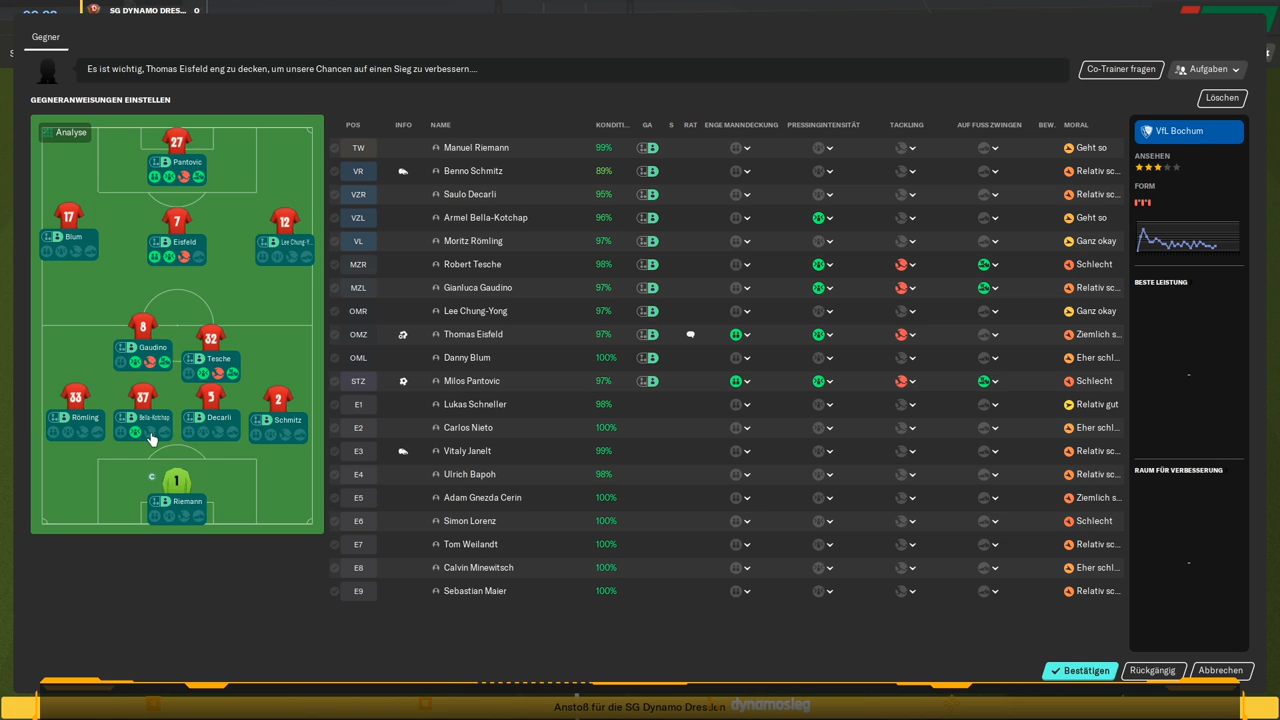 SG DYNAMO DRES... 0
Gegner
Es ist wichtig, Thomas Eisfeld eng zu decken, um unsere Chancen auf einen Sieg zu verbessern....
Co-Trainer fragen
Aufgaben
GEGNERANWEISUNGEN EINSTELLEN
Löschen
Analyse
27
Pantovic
17
Blum
7
Eisfeld
12
Lee Chung-Y...
8
Gaudino
32
Tesche
33
Römling
37
Bella-Kotchap
5
Decarli
2
Schmitz
C
1
Riemann
POS INFO NAME KONDITI... GA S RAT ENGE MANNDECKUNG PRESSINGINTENSITÄT TACKLING AUF FUSS ZWINGEN BEW. MORAL
TW Manuel Riemann 99% Geht so
VR Benno Schmitz 89% Relativ sc...
VZR Saulo Decarli 95% Relativ sc...
VZL Armel Bella-Kotchap 96% Geht so
VL Moritz Römling 97% Ganz okay
MZR Robert Tesche 98% Schlecht
MZL Gianluca Gaudino 97% Relativ sc...
OMR Lee Chung-Yong 97% Ganz okay
OMZ Thomas Eisfeld 97% Ziemlich s...
OML Danny Blum 100% Eher schl...
STZ Milos Pantovic 97% Schlecht
E1 Lukas Schneller 98% Relativ gut
E2 Carlos Nieto 100% Eher schl...
E3 Vitaly Janelt 99% Relativ sc...
E4 Ulrich Bapoh 98% Relativ sc...
E5 Adam Gnezda Cerin 100% Ziemlich s...
E6 Simon Lorenz 100% Schlecht
E7 Tom Weilandt 100% Relativ sc...
E8 Calvin Minewitsch 100% Eher schl...
E9 Sebastian Maier 100% Relativ sc...
VfL Bochum
ANSEHEN
FORM
BESTE LEISTUNG
-
RAUM FÜR VERBESSERUNG
-
Bestätigen
Rückgängig
Abbrechen
Anstoß für die SG Dynamo Dresden
dynamosieg